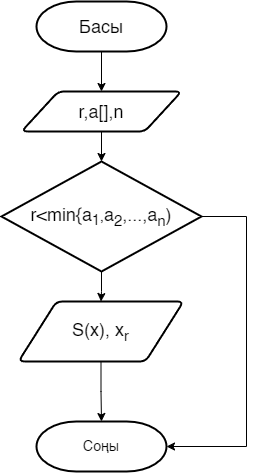 Басы
r,a[],n
r<min{a₁,a₂,...,aₙ)
S(x), xᵣ
Соңы